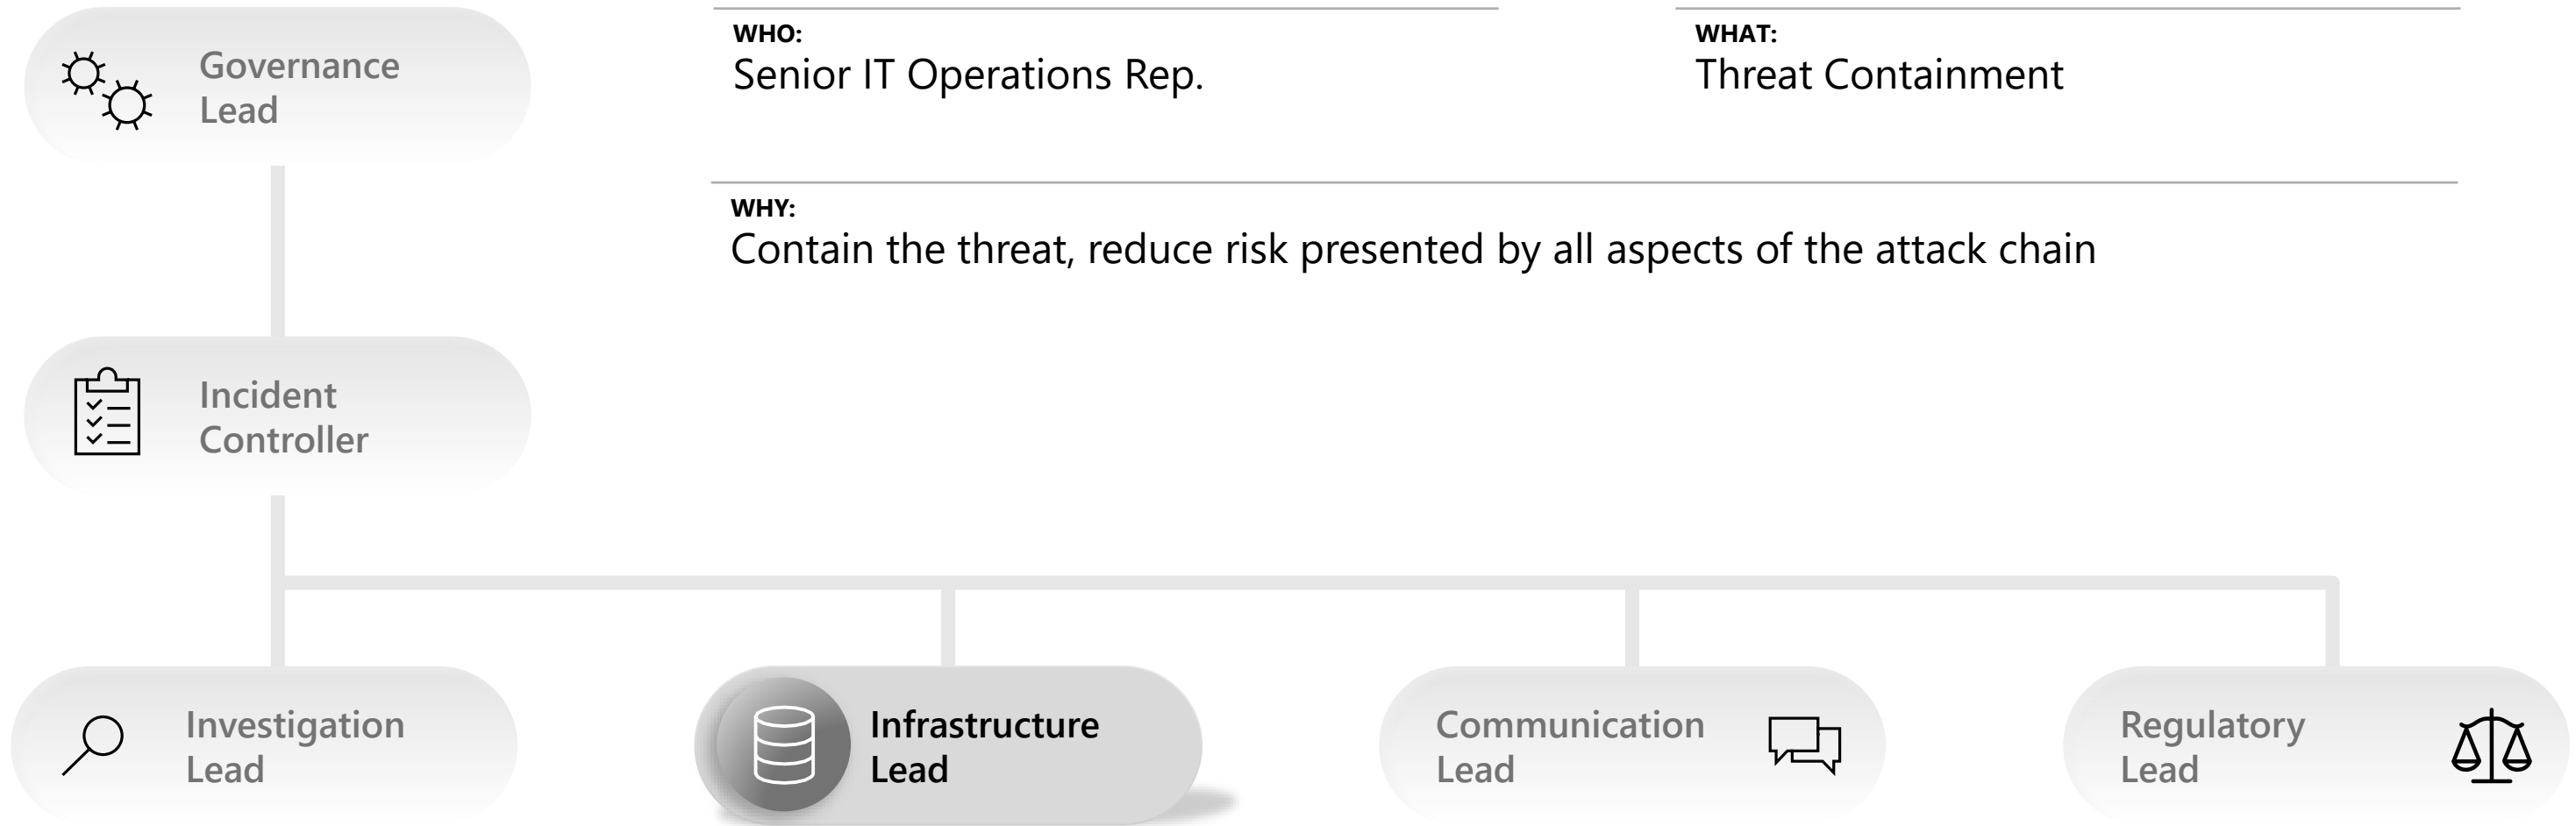 Governance
Lead
WHO:
Senior IT Operations Rep.
WHAT:
Threat Containment
WHY:
Contain the threat, reduce risk presented by all aspects of the attack chain
Incident
Controller
Investigation
Lead
Infrastructure
Lead
Communication
Lead
Regulatory
Lead